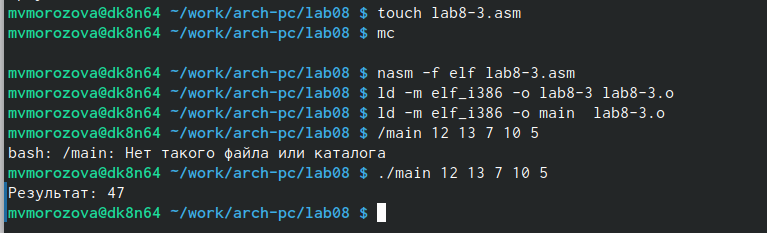 mvmorozova@dk8n64 ~/work/arch-pc/lab08 $ touch lab8-3.asm
mvmorozova@dk8n64 ~/work/arch-pc/lab08 $ mc
mvmorozova@dk8n64 ~/work/arch-pc/lab08 $ nasm -f elf lab8-3.asm
mvmorozova@dk8n64 ~/work/arch-pc/lab08 $ ld -m elf_i386 -o lab8-3 lab8-3.o
mvmorozova@dk8n64 ~/work/arch-pc/lab08 $ ld -m elf_i386 -o main  lab8-3.o
mvmorozova@dk8n64 ~/work/arch-pc/lab08 $ /main 12 13 7 10 5
bash: /main: Нет такого файла или каталога
mvmorozova@dk8n64 ~/work/arch-pc/lab08 $ ./main 12 13 7 10 5
Результат: 47
mvmorozova@dk8n64 ~/work/arch-pc/lab08 $